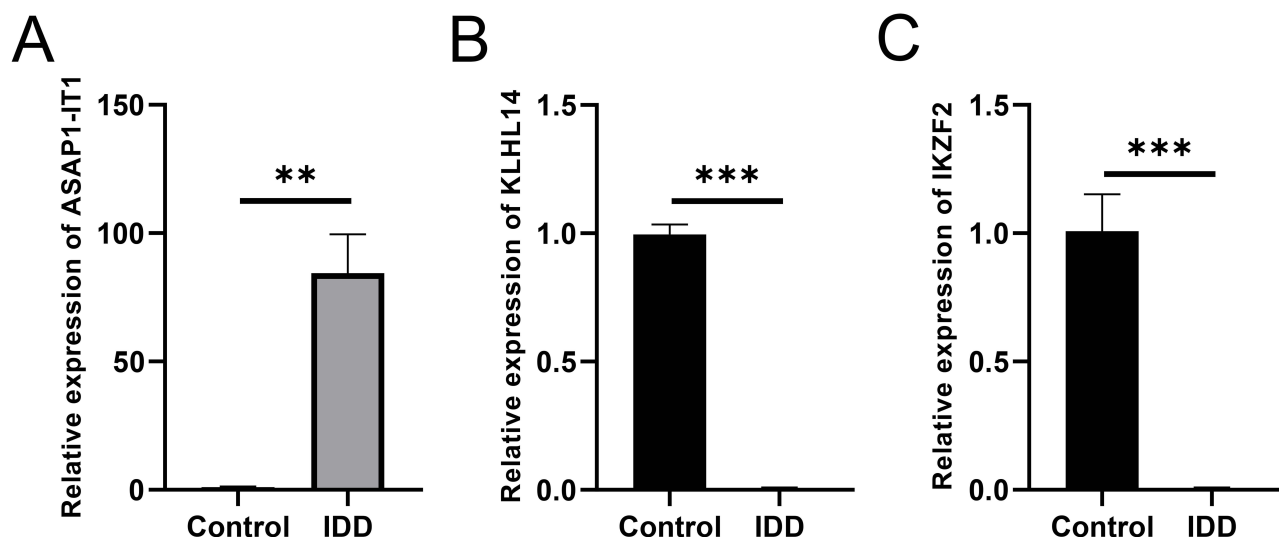 A
Relative expression of ASAP1-IT1
150
100
50
0
**
Control IDD
B
Relative expression of KLHL14
1.5
1.0
0.5
0.0
***
Control IDD
C
Relative expression of IKZF2
1.5
1.0
0.5
0.0
***
Control IDD